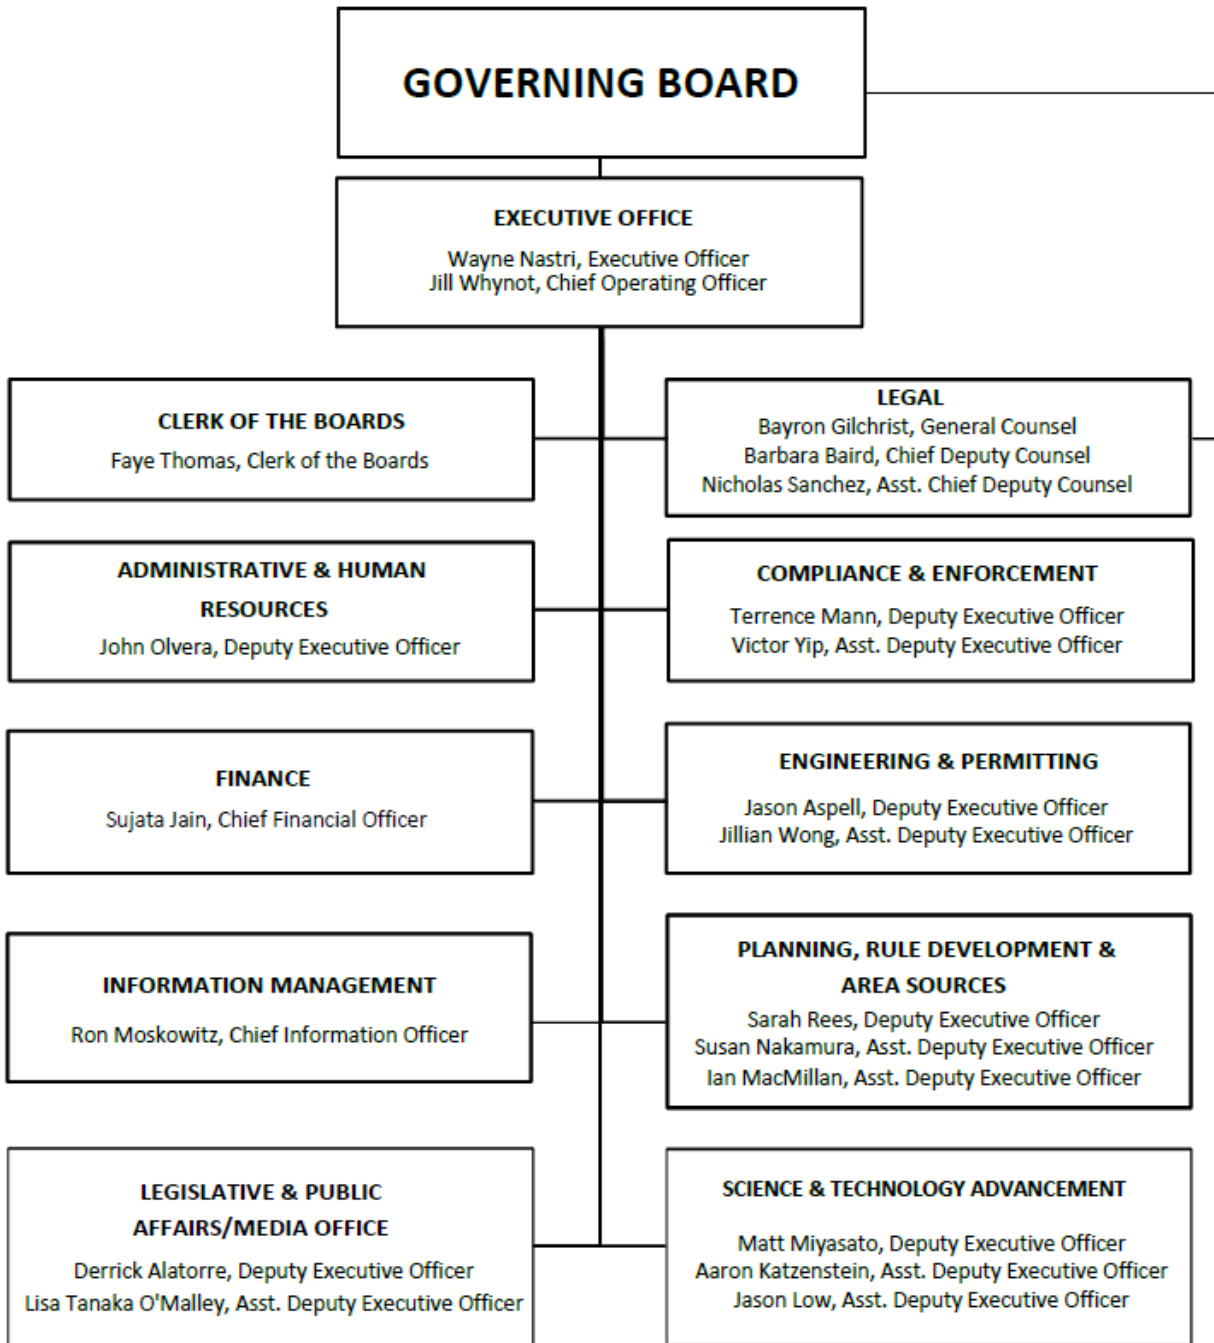 GOVERNING BOARD
EXECUTIVE OFFICE
Wayne Nastri, Executive Officer
Jill Whynot, Chief Operating Officer
CLERK OF THE BOARDS
Faye Thomas, Clerk of the Boards
LEGAL
Bayron Gilchrist, General Counsel
Barbara Baird, Chief Deputy Counsel
Nicholas Sanchez, Asst. Chief Deputy Counsel
ADMINISTRATIVE & HUMAN
RESOURCES
John Olvera, Deputy Executive Officer
COMPLIANCE & ENFORCEMENT
Terrence Mann, Deputy Executive Officer
Victor Yip, Asst. Deputy Executive Officer
FINANCE
Sujata Jain, Chief Financial Officer
ENGINEERING & PERMITTING
Jason Aspell, Deputy Executive Officer
Jillian Wong, Asst. Deputy Executive Officer
INFORMATION MANAGEMENT
Ron Moskowitz, Chief Information Officer
PLANNING, RULE DEVELOPMENT &
AREA SOURCES
Sarah Rees, Deputy Executive Officer
Susan Nakamura, Asst. Deputy Executive Officer
Ian MacMillan, Asst. Deputy Executive Officer
LEGISLATIVE & PUBLIC
AFFAIRS/MEDIA OFFICE
Derrick Alatorre, Deputy Executive Officer
Lisa Tanaka O'Malley, Asst. Deputy Executive Officer
SCIENCE & TECHNOLOGY ADVANCEMENT
Matt Miyasato, Deputy Executive Officer
Aaron Katzenstein, Asst. Deputy Executive Officer
Jason Low, Asst. Deputy Executive Officer